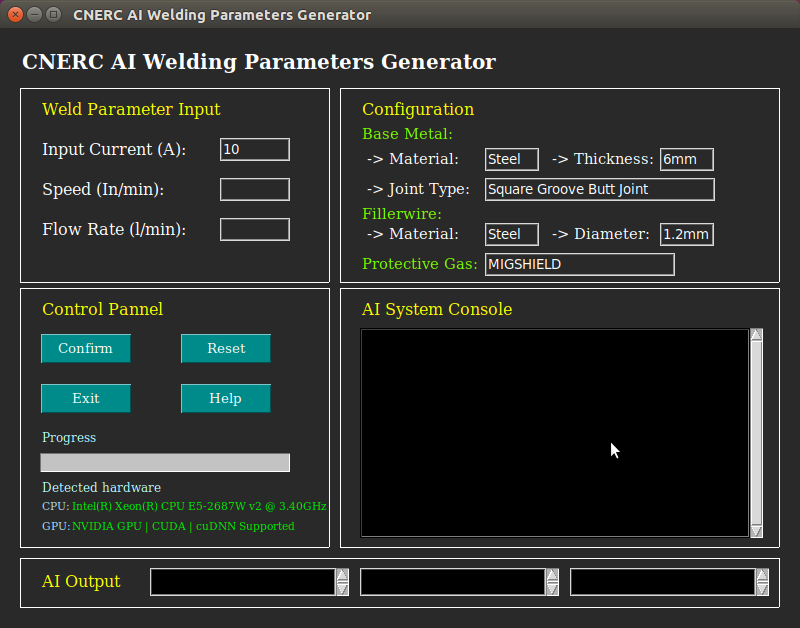 CNERC AI Welding Parameters Generator
CNERC AI Welding Parameters Generator
Weld Parameter Input
Input Current (A): 10
Speed (In/min):
Flow Rate (l/min):
Configuration
Base Metal:
-> Material: Steel -> Thickness: 6mm
-> Joint Type: Square Groove Butt Joint
Fillerwire:
-> Material: Steel -> Diameter: 1.2mm
Protective Gas: MIGSHIELD
Control Pannel
Confirm Reset
Exit Help
Progress
Detected hardware
CPU: Intel(R) Xeon(R) CPU E5-2687W v2 @ 3.40GHz
GPU: NVIDIA GPU | CUDA | cuDNN Supported
AI System Console
AI Output